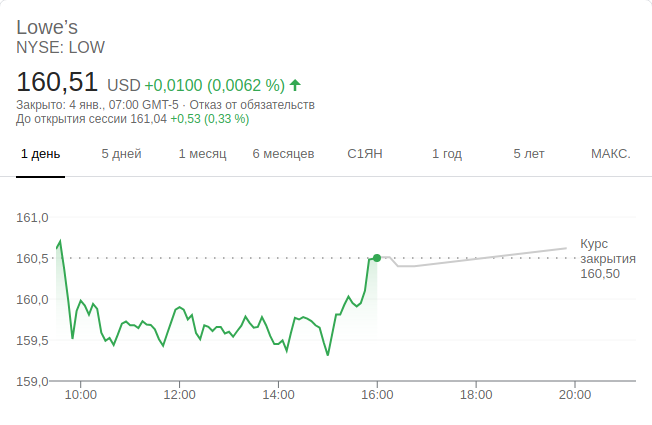 Lowe's
NYSE: LOW
160,51 USD +0,0100 (0,0062 %)
Закрыто: 4 янв., 07:00 GMT-5 · Отказ от обязательств
До открытия сессии 161,04 +0,53 (0,33 %)
1 день 5 дней 1 месяц 6 месяцев С1ЯН 1 год 5 лет МАКС.
161,0
160,5
160,0
159,5
159,0
Курс
закрытия
160,50
10:00 12:00 14:00 16:00 18:00 20:00